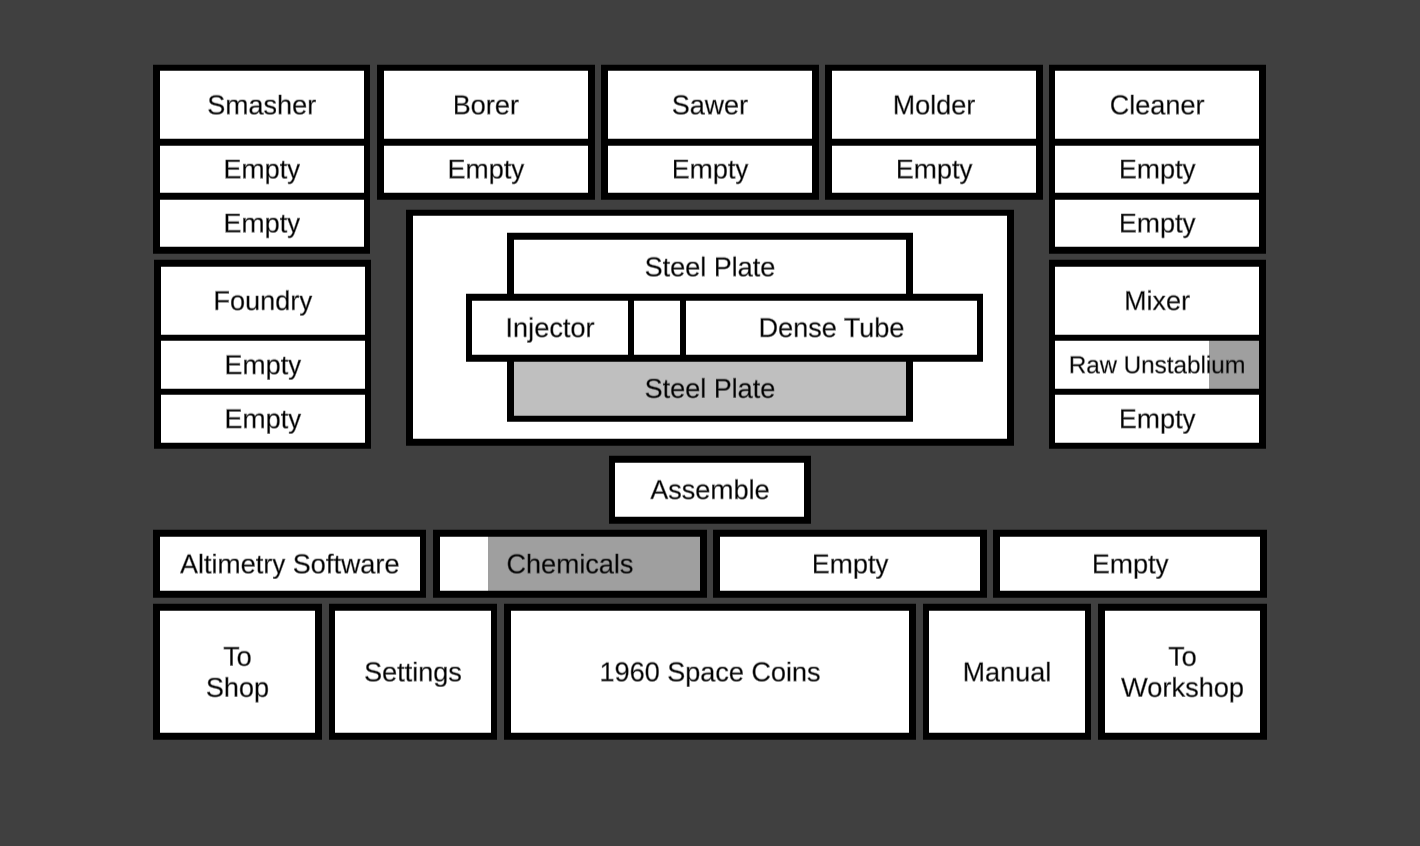 Smasher
Borer
Sawer
Molder
Cleaner
Empty
Empty
Empty
Empty
Empty
Empty
Empty
Steel Plate
Foundry
Injector
Dense Tube
Mixer
Empty
Steel Plate
Raw Unstablium
Empty
Empty
Assemble
Altimetry Software
Chemicals
Empty
Empty
To
Shop
Settings
1960 Space Coins
Manual
To
Workshop